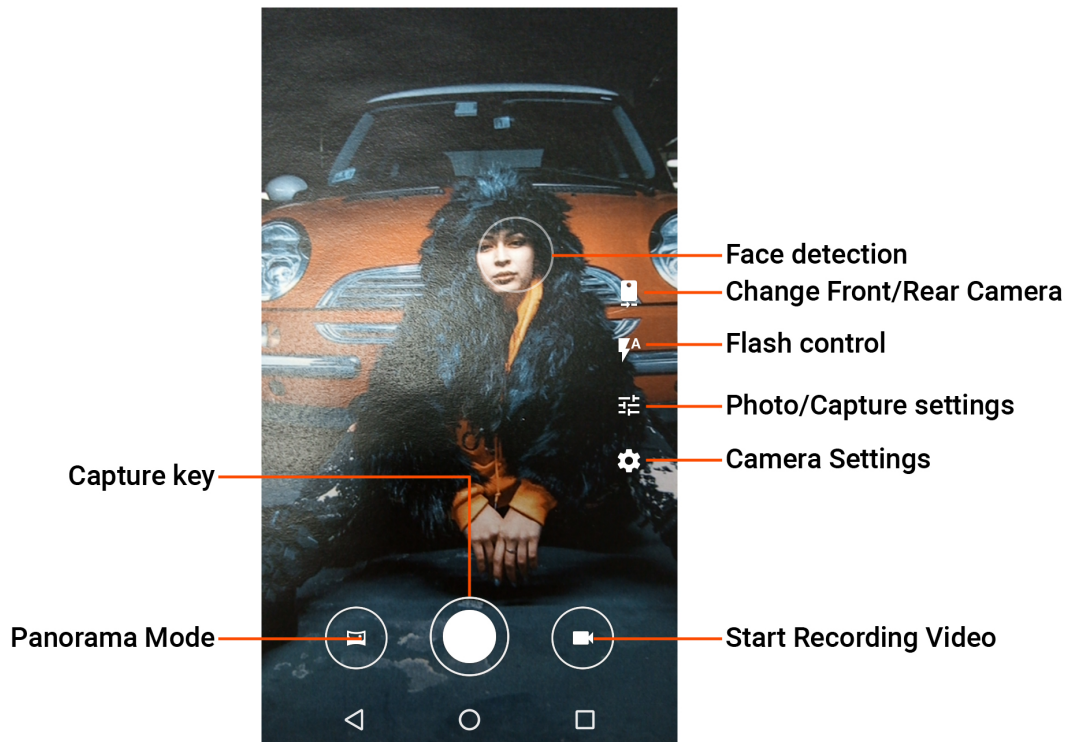 Face detection
Change Front/Rear Camera
Flash control
A
Photo/Capture settings
Camera Settings
Capture key
Panorama Mode
Start Recording Video